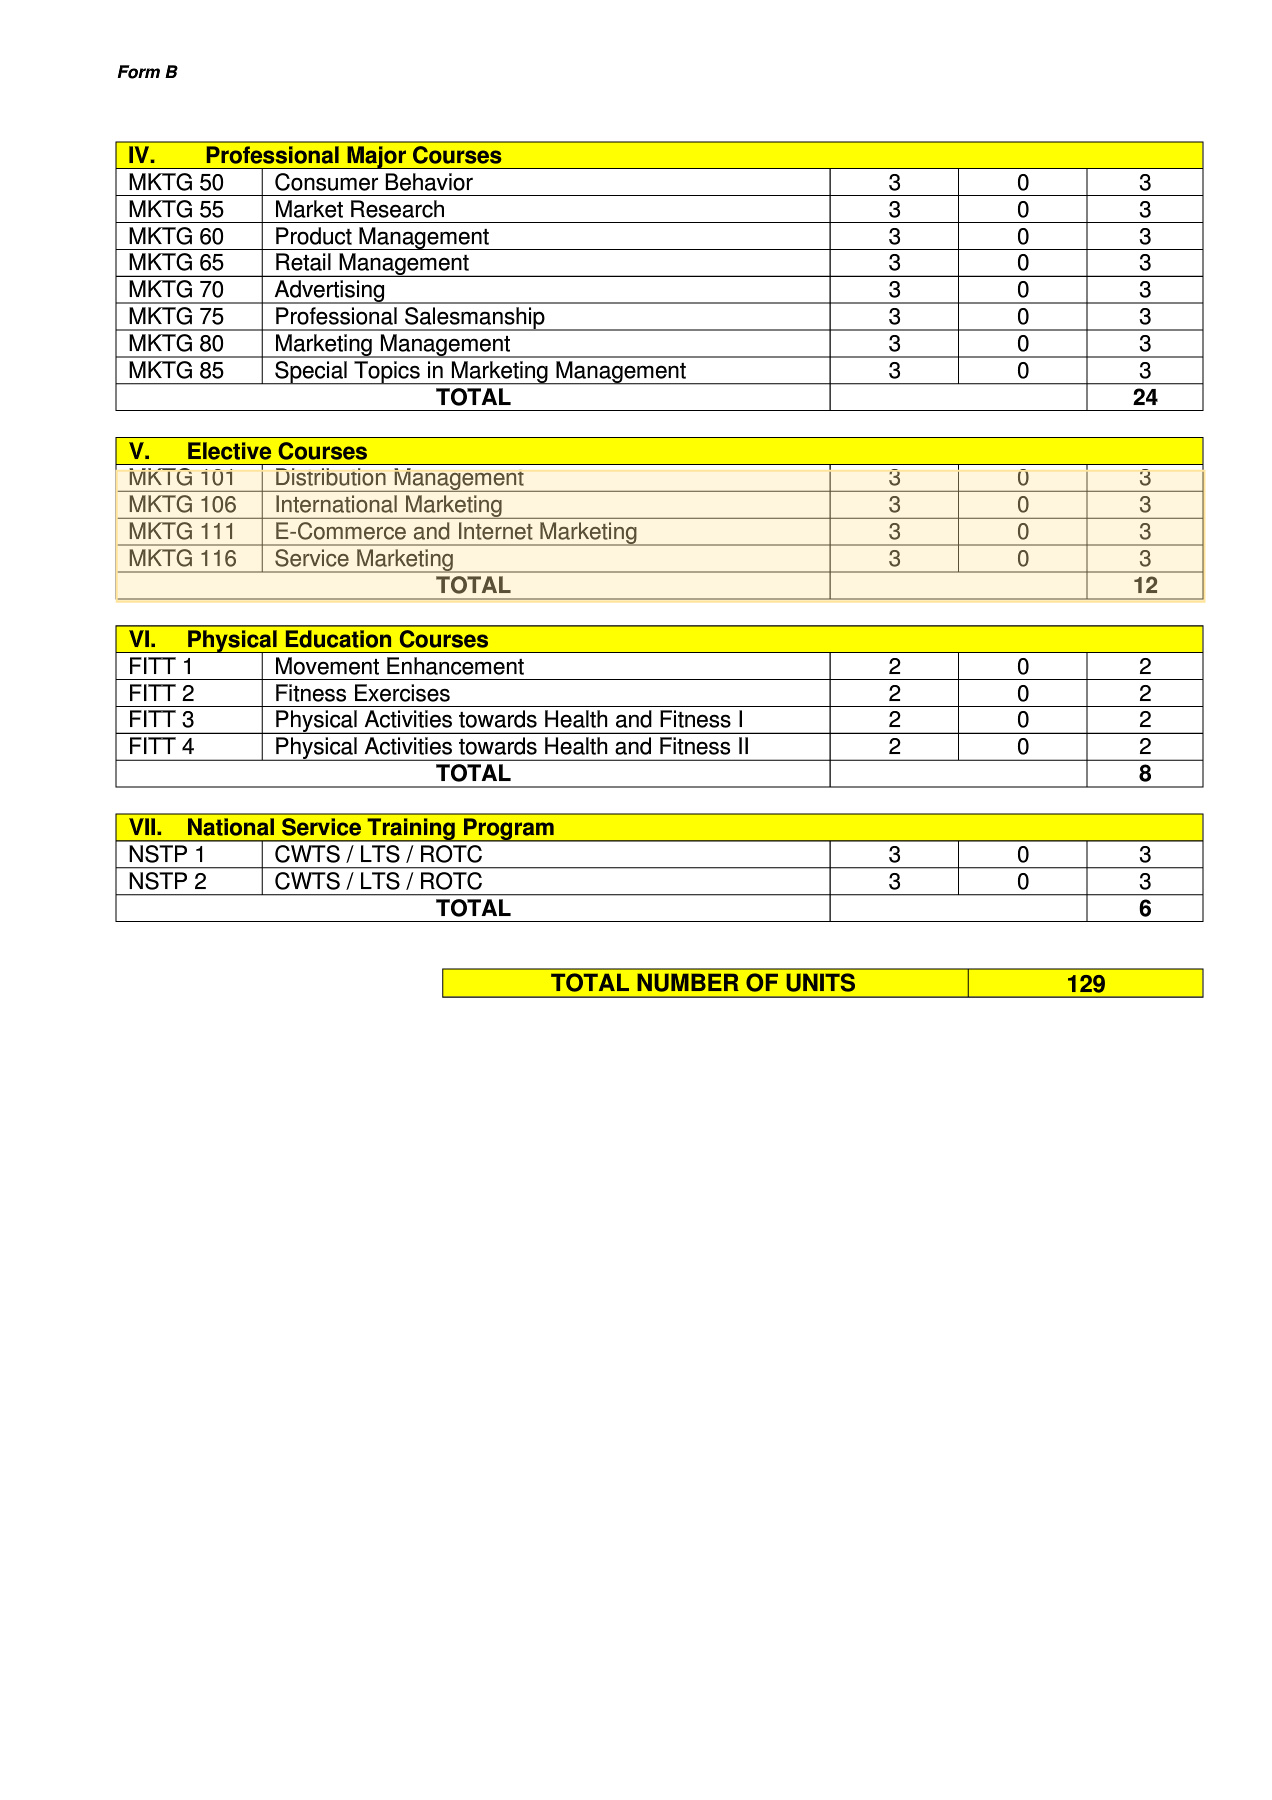 Form B
IV. Professional Major Courses
MKTG 50 Consumer Behavior 3 0 3
MKTG 55 Market Research 3 0 3
MKTG 60 Product Management 3 0 3
MKTG 65 Retail Management 3 0 3
MKTG 70 Advertising 3 0 3
MKTG 75 Professional Salesmanship 3 0 3
MKTG 80 Marketing Management 3 0 3
MKTG 85 Special Topics in Marketing Management 3 0 3
TOTAL 24
V. Elective Courses
MKTG 101 Distribution Management 3 0 3
MKTG 106 International Marketing 3 0 3
MKTG 111 E-Commerce and Internet Marketing 3 0 3
MKTG 116 Service Marketing 3 0 3
TOTAL 12
VI. Physical Education Courses
FITT 1 Movement Enhancement 2 0 2
FITT 2 Fitness Exercises 2 0 2
FITT 3 Physical Activities towards Health and Fitness I 2 0 2
FITT 4 Physical Activities towards Health and Fitness II 2 0 2
TOTAL 8
VII. National Service Training Program
NSTP 1 CWTS / LTS / ROTC 3 0 3
NSTP 2 CWTS / LTS / ROTC 3 0 3
TOTAL 6
TOTAL NUMBER OF UNITS 129